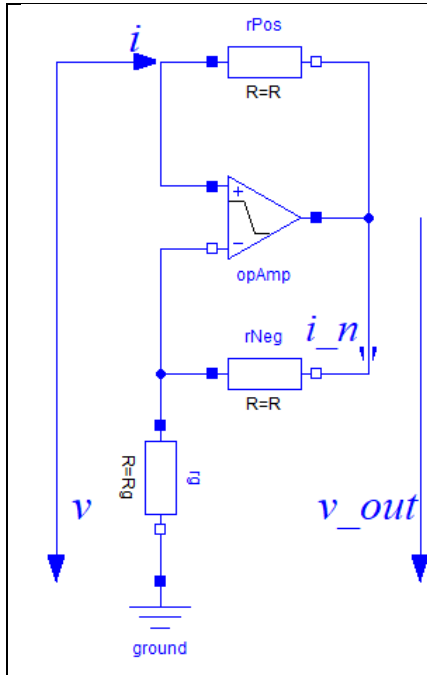 i
rPos
R=R
+
-
opAmp
i_n
rNeg
R=R
R=Rg
rg
v
v_out
ground